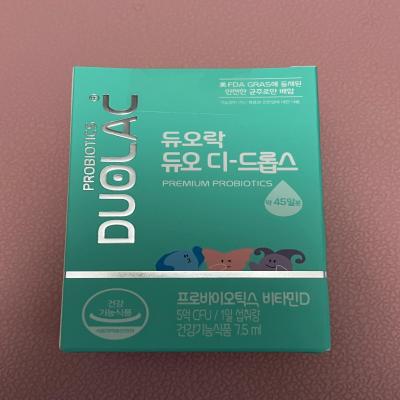 美FDA GRAS에 등재된
안전한 균주로만 배합
PROBIOTICS
DUOLAC
®
듀오락
듀오 디-드롭스
PREMIUM PROBIOTICS
약 45일분
프로바이오틱스 비타민D
5억 CFU / 1일 섭취량
건강기능식품 7.5 ml
건강
기능식품